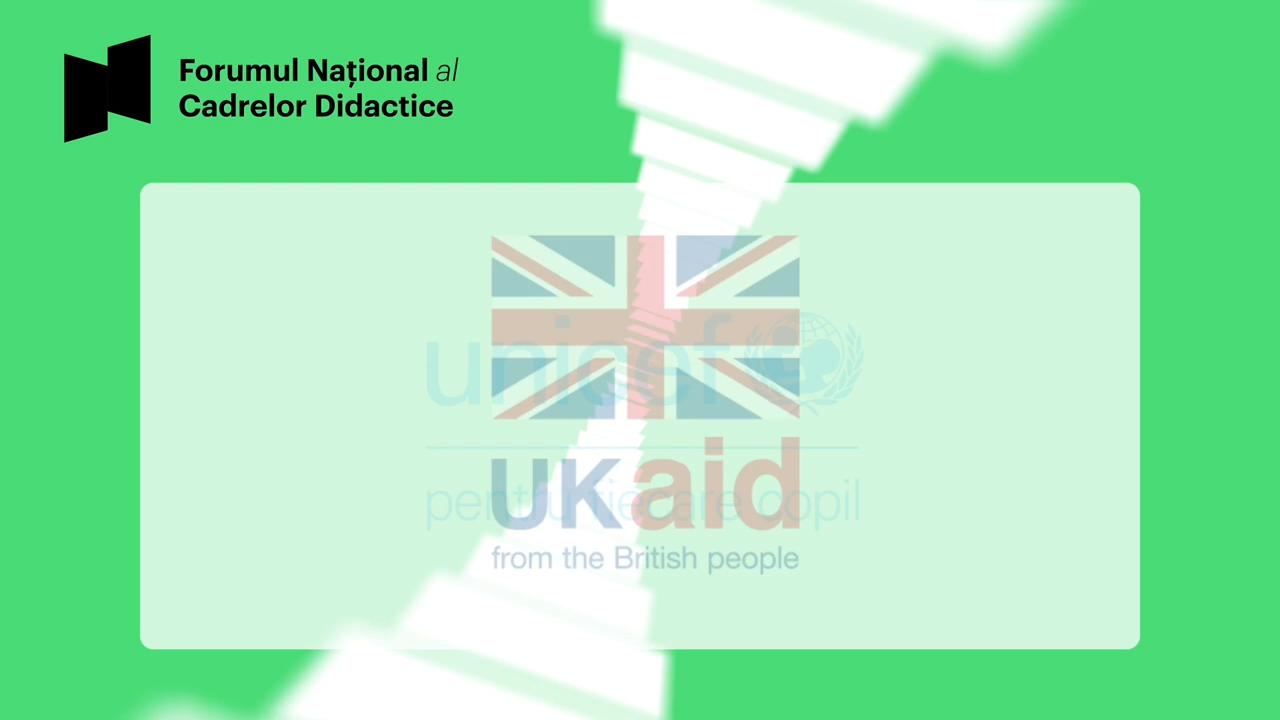 Forumul Național al
Cadrelor Didactice
unicef
pentru fiecare copil
UKaid
from the British people